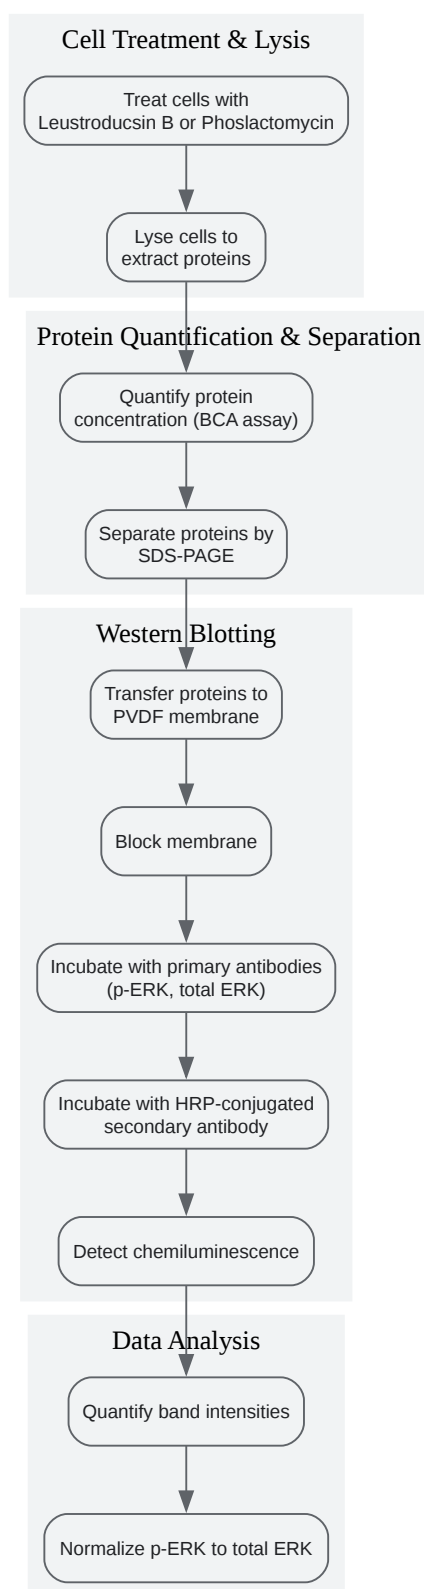 Cell Treatment & Lysis
Treat cells with
Leustroducsin B or Phoslactomycin
Lyse cells to
extract proteins
Protein Quantification & Separation
Quantify protein
concentration (BCA assay)
Separate proteins by
SDS-PAGE
Western Blotting
Transfer proteins to
PVDF membrane
Block membrane
Incubate with primary antibodies
(p-ERK, total ERK)
Incubate with HRP-conjugated
secondary antibody
Detect chemiluminescence
Data Analysis
Quantify band intensities
Normalize p-ERK to total ERK